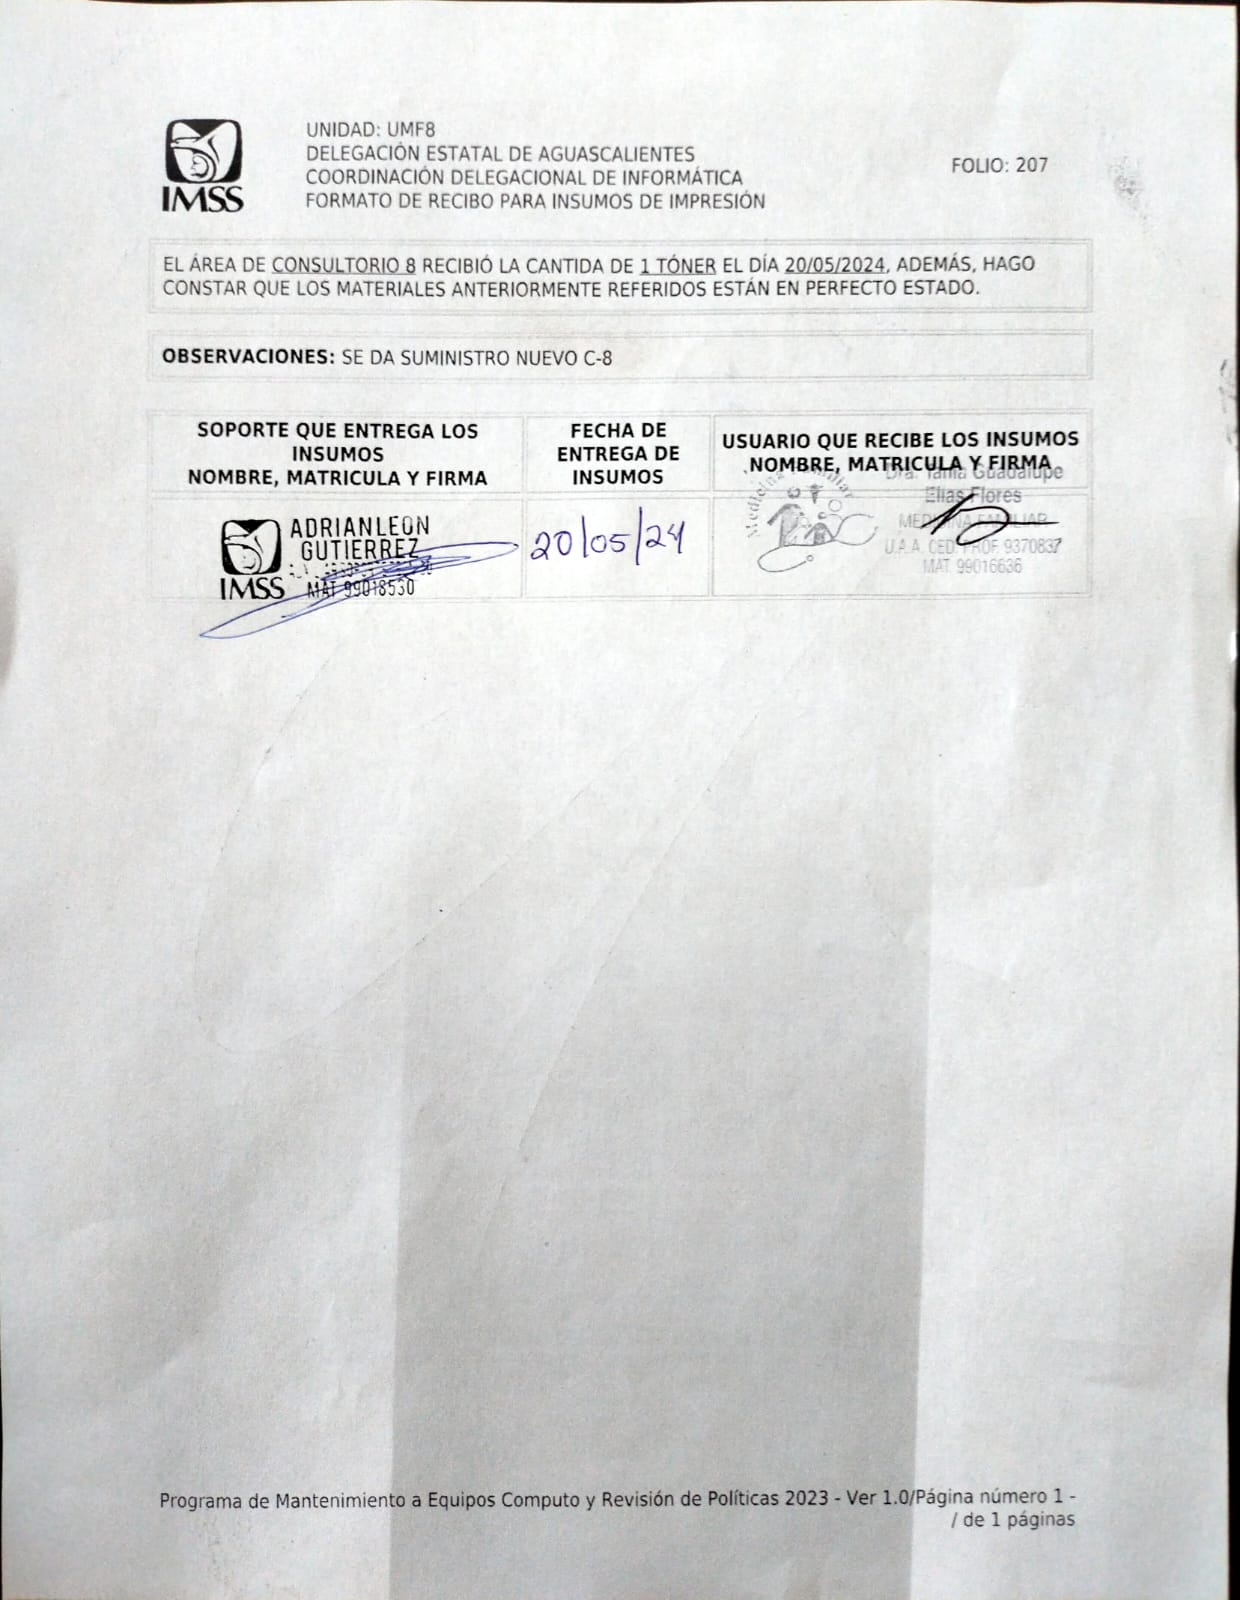 IMSS
UNIDAD: UMF8
DELEGACIÓN ESTATAL DE AGUASCALIENTES
COORDINACIÓN DELEGACIONAL DE INFORMÁTICA
FORMATO DE RECIBO PARA INSUMOS DE IMPRESIÓN
FOLIO: 207
EL ÁREA DE CONSULTORIO 8 RECIBIÓ LA CANTIDA DE 1 TÓNER EL DÍA 20/05/2024, ADEMÁS, HAGO
CONSTAR QUE LOS MATERIALES ANTERIORMENTE REFERIDOS ESTÁN EN PERFECTO ESTADO.
OBSERVACIONES: SE DA SUMINISTRO NUEVO C-8
SOPORTE QUE ENTREGA LOS
INSUMOS
NOMBRE, MATRICULA Y FIRMA
FECHA DE
ENTREGA DE
INSUMOS
USUARIO QUE RECIBE LOS INSUMOS
NOMBRE, MATRICULA Y FIRMA
IMSS
ADRIANLEON
GUTIERREZ
MAT 99018530
20/05/24
Medicina Familiar
Dra. Tania Guadalupe
Elias Flores
MEDICINA FAMILIAR
U.A.A. CED. PROF. 9370837
MAT. 99016636
Programa de Mantenimiento a Equipos Computo y Revisión de Políticas 2023 - Ver 1.0/Página número 1 -
/ de 1 páginas